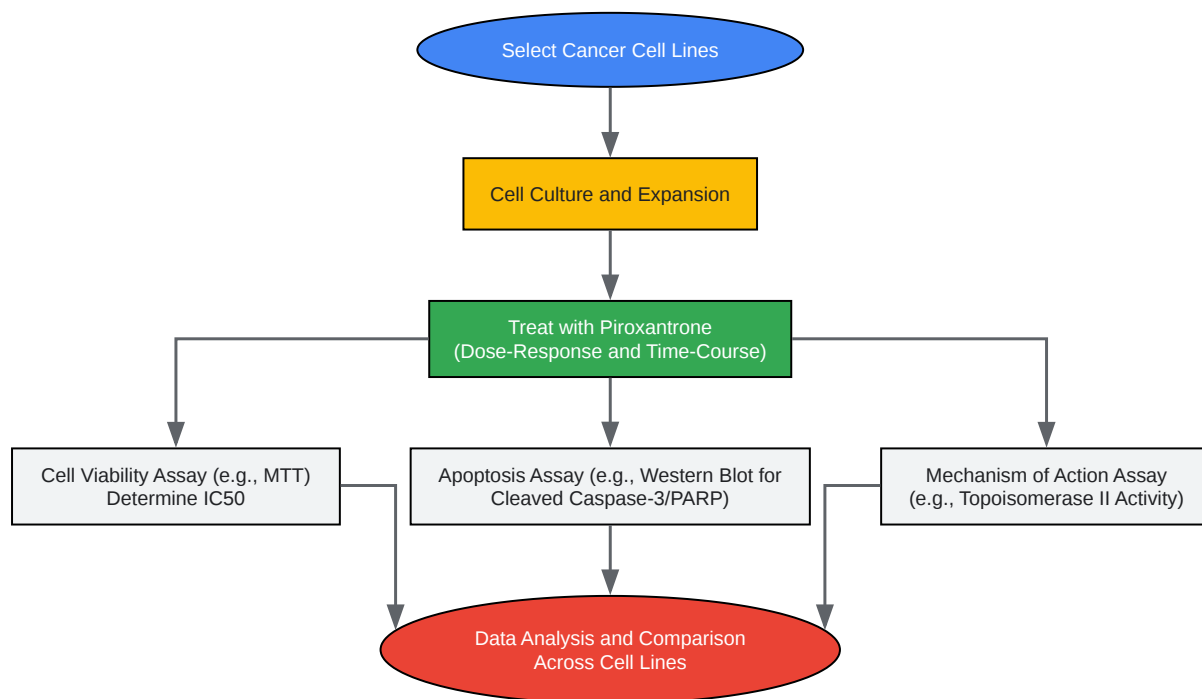 Select Cancer Cell Lines
Cell Culture and Expansion
Treat with Piroxantrone
(Dose-Response and Time-Course)
Cell Viability Assay (e.g., MTT)
Determine IC50
Apoptosis Assay (e.g., Western Blot for
Cleaved Caspase-3/PARP)
Mechanism of Action Assay
(e.g., Topoisomerase II Activity)
Data Analysis and Comparison
Across Cell Lines